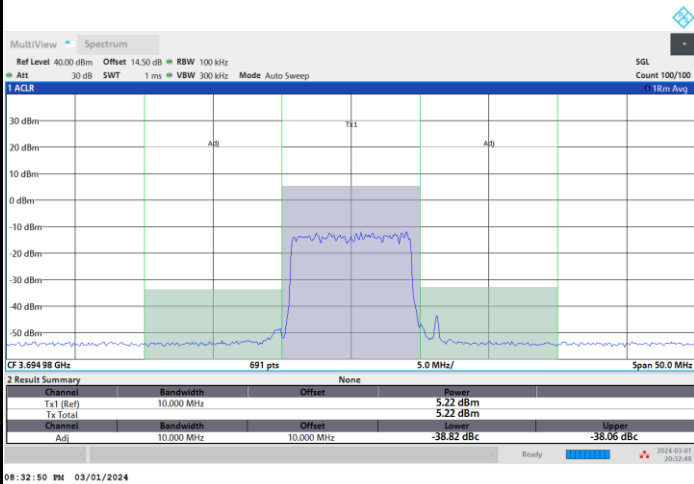 MultiView Spectrum
Ref Level 40.00 dBm Offset 14.50 dB RBW 100 kHz SGL
Att 30 dB SWT 1 ms VBW 300 kHz Mode Auto Sweep Count 100/100
1 ACLR 1Rm Avg
30 dBm
Tx1
20 dBm
Adj Adj
10 dBm
0 dBm
-10 dBm
-20 dBm
-30 dBm
-40 dBm
-50 dBm
CF 3.694 98 GHz 691 pts 5.0 MHz/ Span 50.0 MHz
2 Result Summary None
Channel Bandwidth Offset Power
Tx1 (Ref) 10.000 MHz 5.22 dBm
Tx Total 5.22 dBm
Channel Bandwidth Offset Lower Upper
Adj 10.000 MHz 10.000 MHz -38.82 dBc -38.06 dBc
Ready 2024-03-01
20:32:49
08:32:50 PM 03/01/2024